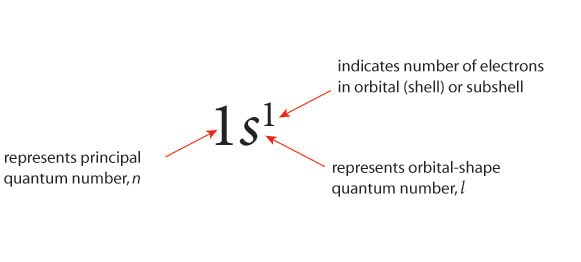 indicates number of electrons
in orbital (shell) or subshell
1s¹
represents principal
quantum number, n
represents orbital-shape
quantum number, l